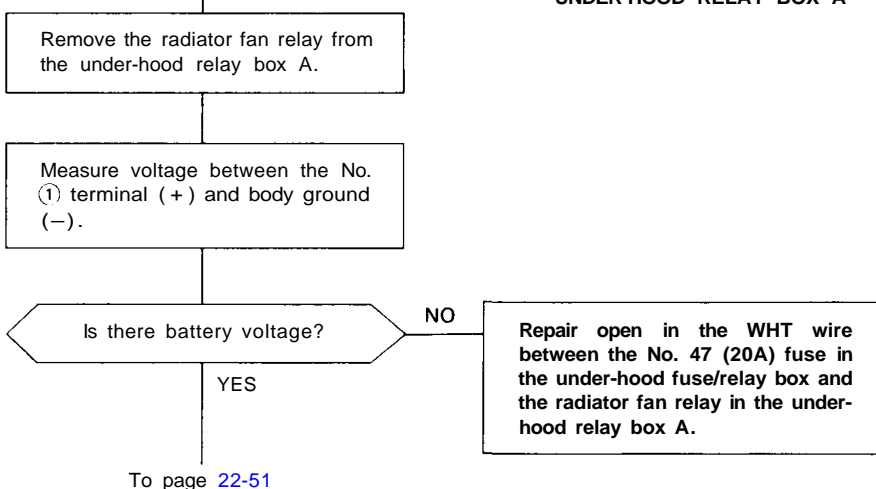 UNDER-HOOD RELAY BOX A
Remove the radiator fan relay from
the under-hood relay box A.
Measure voltage between the No.
① terminal (+) and body ground
(−).
Is there battery voltage?
NO
YES
Repair open in the WHT wire
between the No. 47 (20A) fuse in
the under-hood fuse/relay box and
the radiator fan relay in the under-
hood relay box A.
To page 22-51